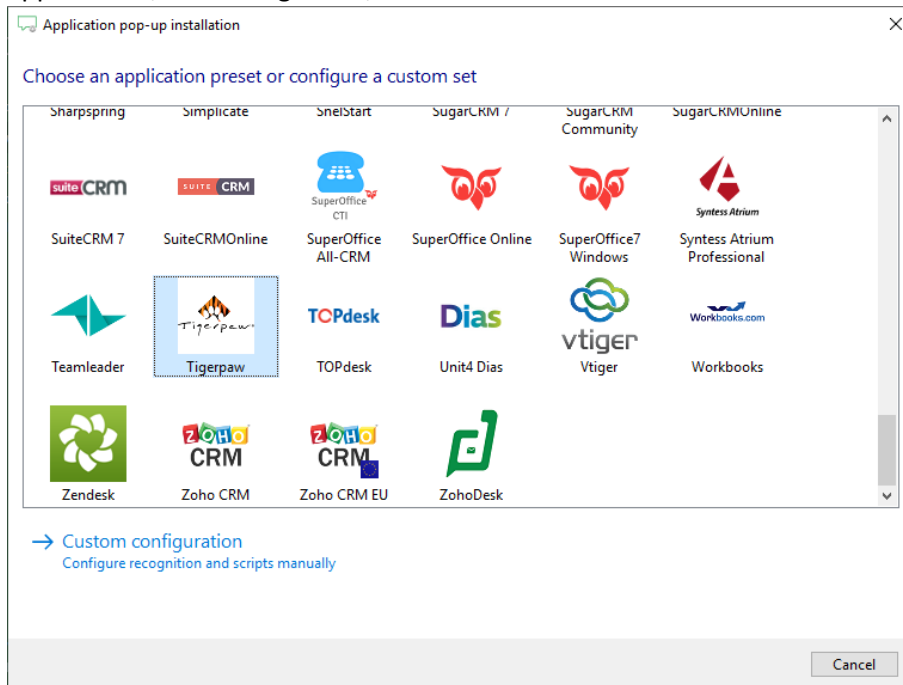 Application pop-up installation
Choose an application preset or configure a custom set
Sharpspring Simplicate SnelStart SugarCRM 7 SugarCRM SugarCRMOnline
Community
suiteCRM SUITE CRM SuperOffice Syntess Atrium
CTI
SuiteCRM 7 SuiteCRMOnline SuperOffice SuperOffice Online SuperOffice7 Syntess Atrium
All-CRM Windows Professional
Tigerpaw TOPdesk Dias vtiger Workbooks.com
Teamleader Tigerpaw TOPdesk Unit4 Dias Vtiger Workbooks
ZOHO ZOHO
CRM CRM
Zendesk Zoho CRM Zoho CRM EU ZohoDesk
→ Custom configuration
Configure recognition and scripts manually
Cancel